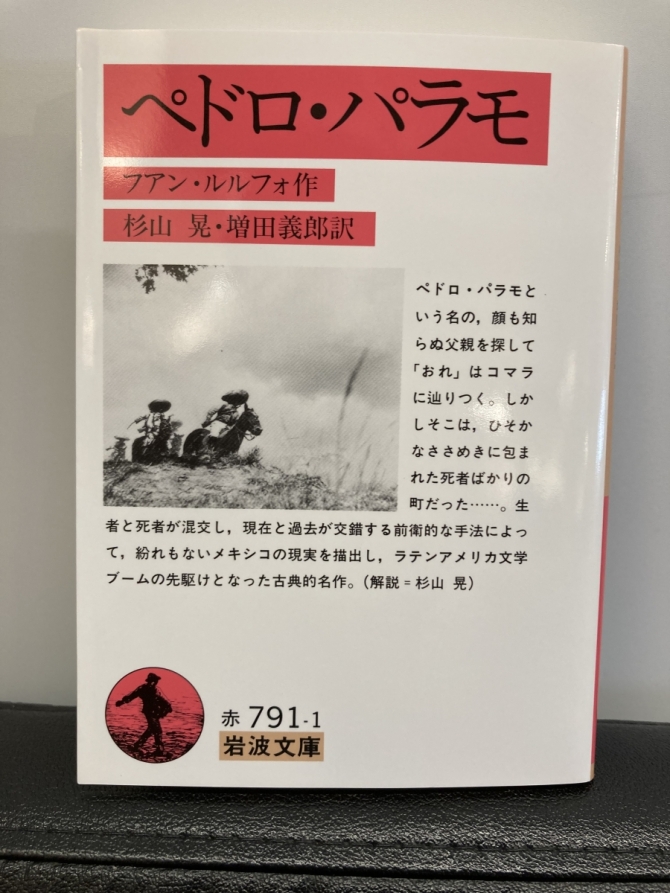 ペドロ・パラモ
フアン・ルルフォ作
杉山 晃・増田義郎訳
ペドロ・パラモと
いう名の，顔も知
らぬ父親を探して
「おれ」はコマラ
に辿りつく。しか
しそこは，ひそか
なささめきに包ま
れた死者ばかりの
町だった……。生
者と死者が混交し，現在と過去が交錯する前衛的な手法によっ
て，紛れもないメキシコの現実を描出し，ラテンアメリカ文学
ブームの先駆けとなった古典的名作。（解説＝杉山 晃）
赤 791-1
岩波文庫